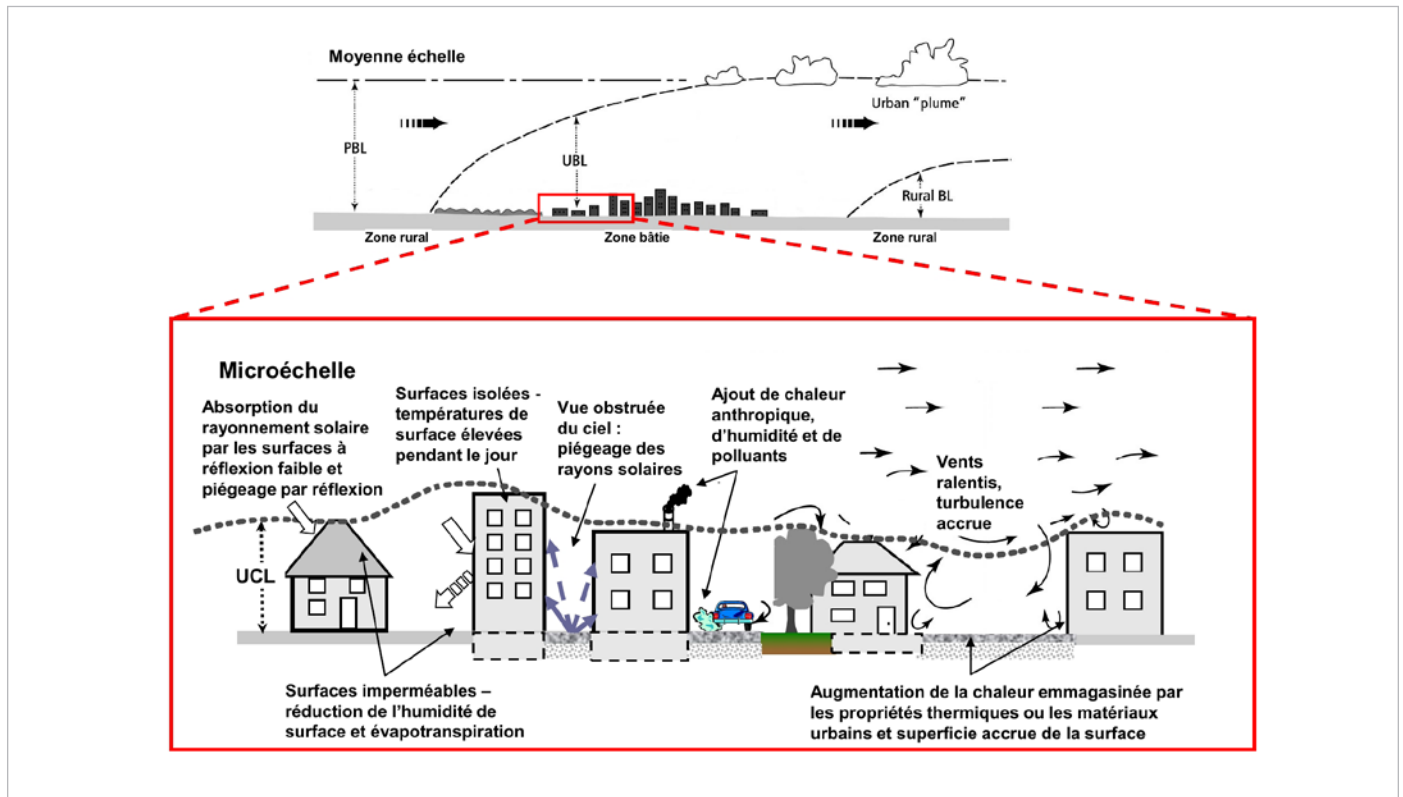 Moyenne échelle
Urban "plume"
PBL
UBL
Rural BL
Zone rural
Zone bâtie
Zone rural
Microéchelle
Absorption du
rayonnement solaire
par les surfaces à
réflexion faible et
piégeage par réflexion
Surfaces isolées -
températures de
surface élevées
pendant le jour
Vue obstruée
du ciel :
piégeage des
rayons solaires
Ajout de chaleur
anthropique,
d'humidité et de
polluants
Vents
ralentis,
turbulence
accrue
UCL
Surfaces imperméables –
réduction de l'humidité de
surface et évapotranspiration
Augmentation de la chaleur emmagasinée par
les propriétés thermiques ou les matériaux
urbains et superficie accrue de la surface